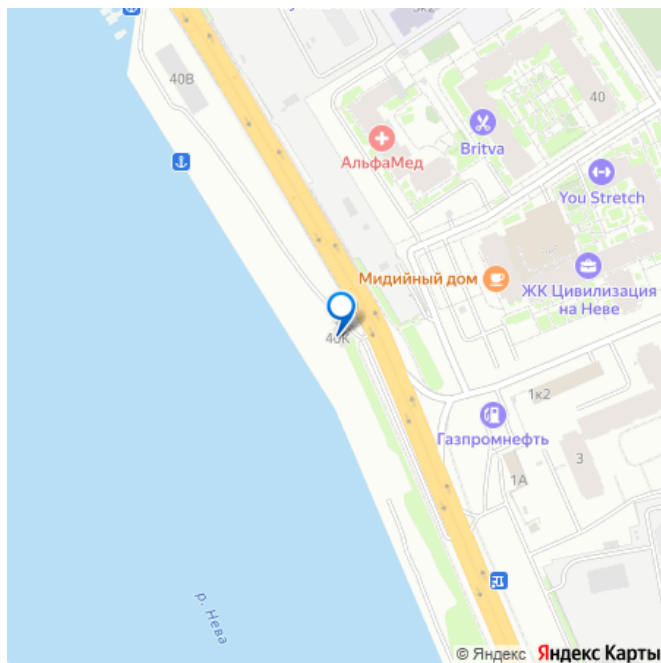 40В
40
Britva
АльфаМед
You Stretch
Мидийный дом
ЖК Цивилизация
на Неве
40К
1к2
Газпромнефть
3
1А
р. Нева
© Яндекс Яндекс Карты